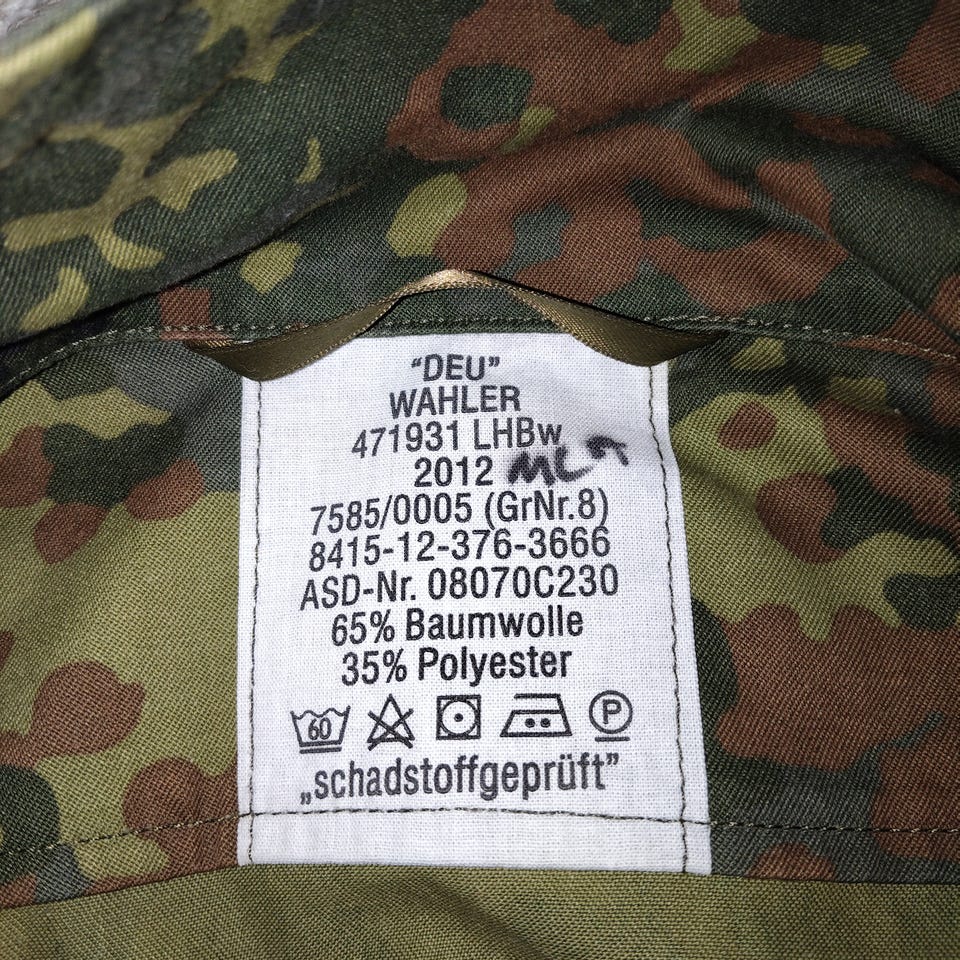 “DEU”
WAHLER
471931 LHBw
2012 ML
7585/0005 (GrNr.8)
8415-12-376-3666
ASD-Nr. 08070C230
65% Baumwolle
35% Polyester
60 P
„schadstoffgeprüft”